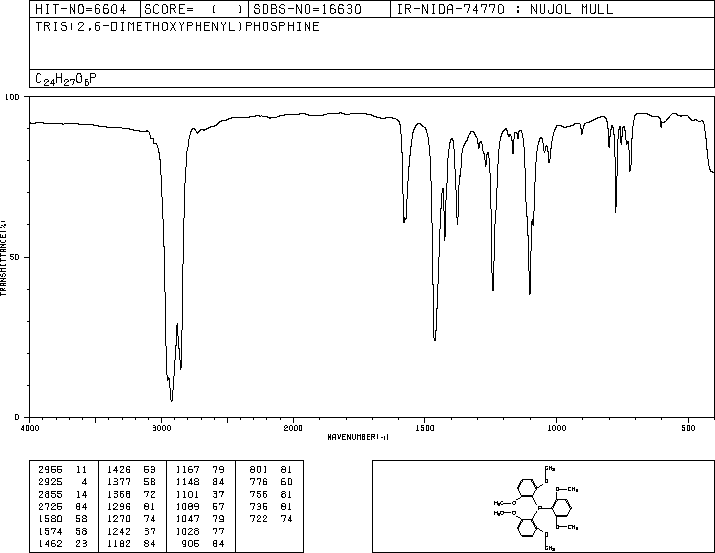 HIT-NO=6604 SCORE= ( ) SDBS-NO=16630 IR-NIDA-74770 : NUJOL MULL
TRIS(2,6-DIMETHOXYPHENYL)PHOSPHINE
C24H27O6P
100
TRANSMITTANCE(%)
50
0
4000 3000 2000 1500 1000 500
WAVENUMBER(-1)
2955 11 1426 53 1167 79 801 81
2925 4 1377 58 1148 84 776 60
2855 14 1368 72 1101 37 755 81
2725 84 1296 81 1089 57 735 81
1580 58 1270 74 1047 79 722 74
1574 58 1242 37 1028 77
1462 23 1182 84 905 84